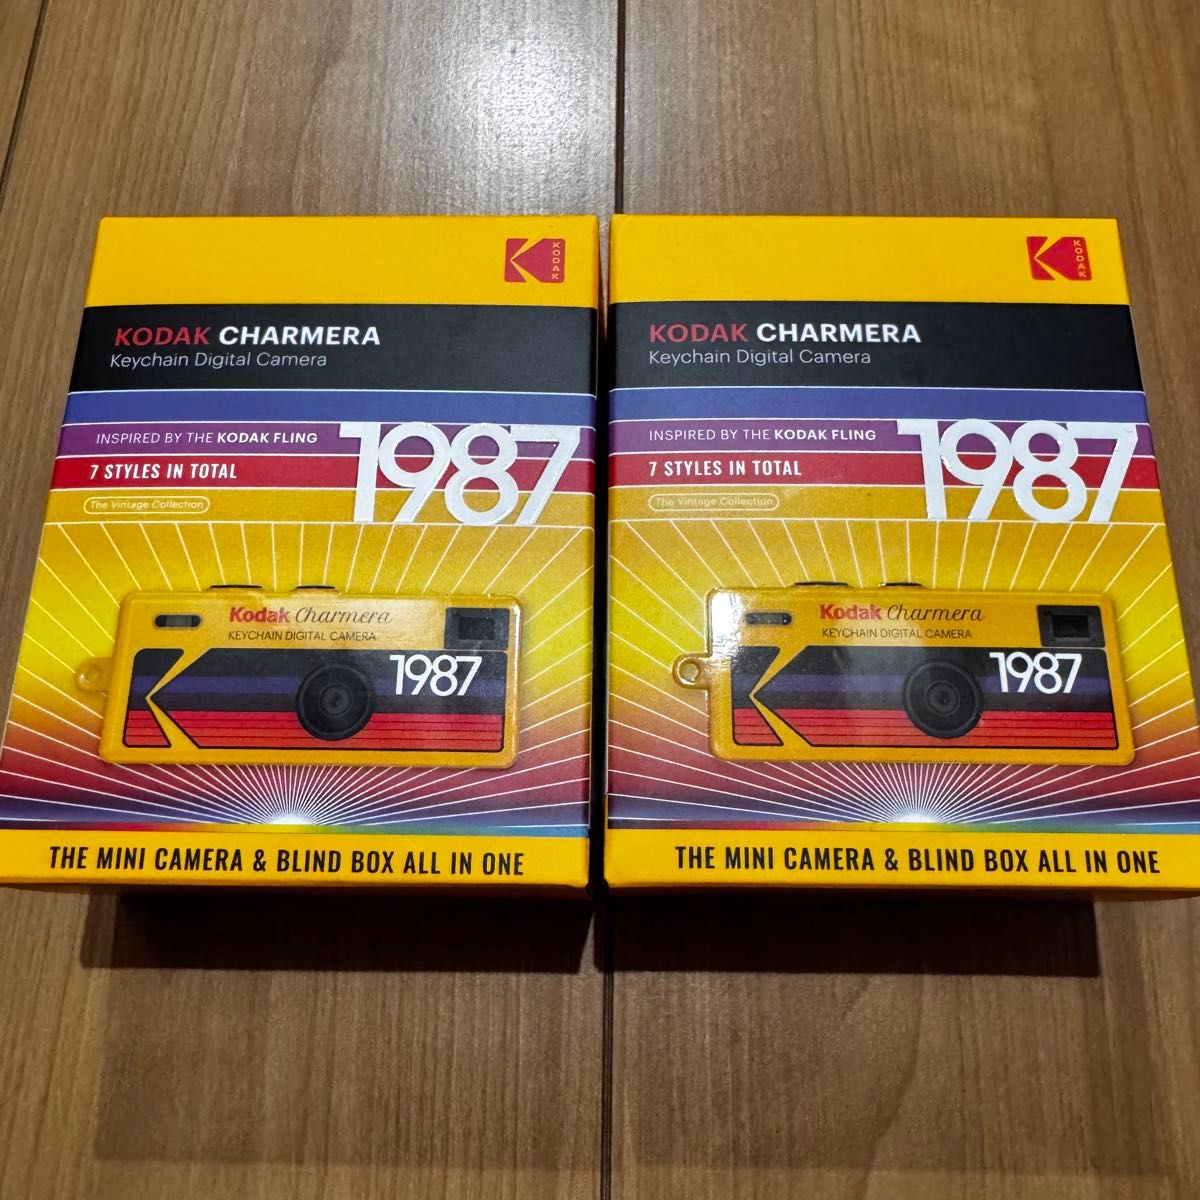 KODAK
KODAK CHARMERA
Keychain Digital Camera
INSPIRED BY THE KODAK FLING
1987
7 STYLES IN TOTAL
The Vintage Collection
Kodak Charmera
KEYCHAIN DIGITAL CAMERA
1987
THE MINI CAMERA & BLIND BOX ALL IN ONE
KODAK
KODAK CHARMERA
Keychain Digital Camera
INSPIRED BY THE KODAK FLING
1987
7 STYLES IN TOTAL
The Vintage Collection
Kodak Charmera
KEYCHAIN DIGITAL CAMERA
1987
THE MINI CAMERA & BLIND BOX ALL IN ONE